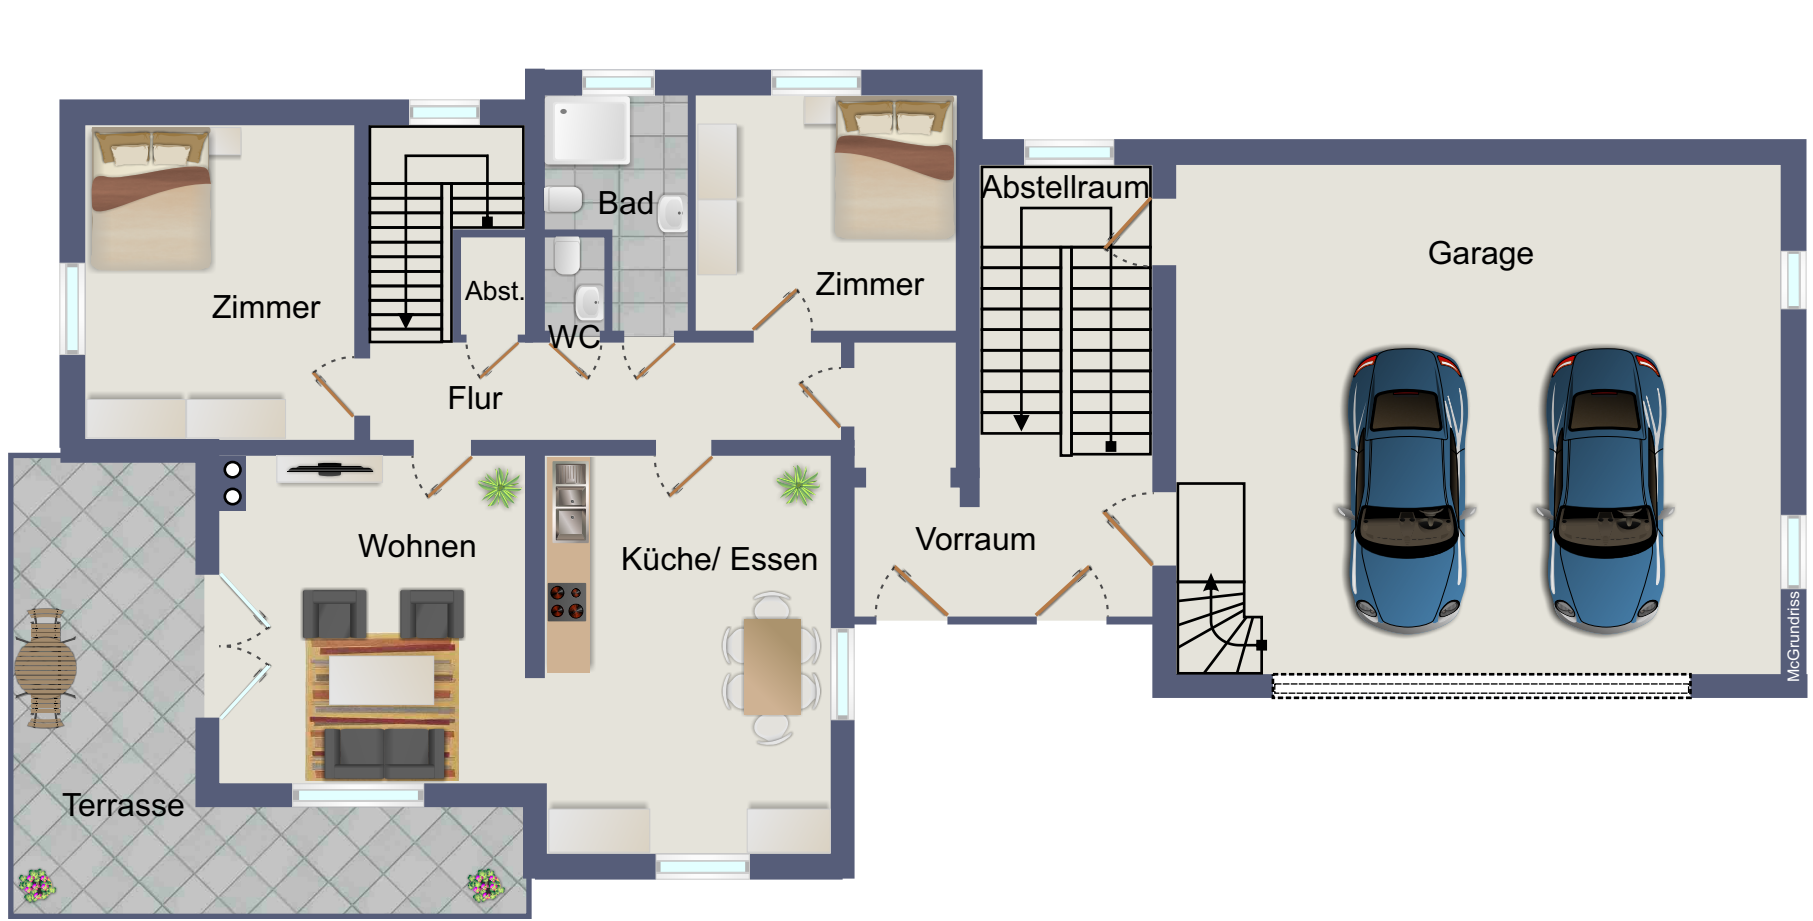 Abstellraum
Bad
Garage
Zimmer
Abst.
Zimmer
WC
Flur
Wohnen
Küche/ Essen
Vorraum
Terrasse
McGrundriss